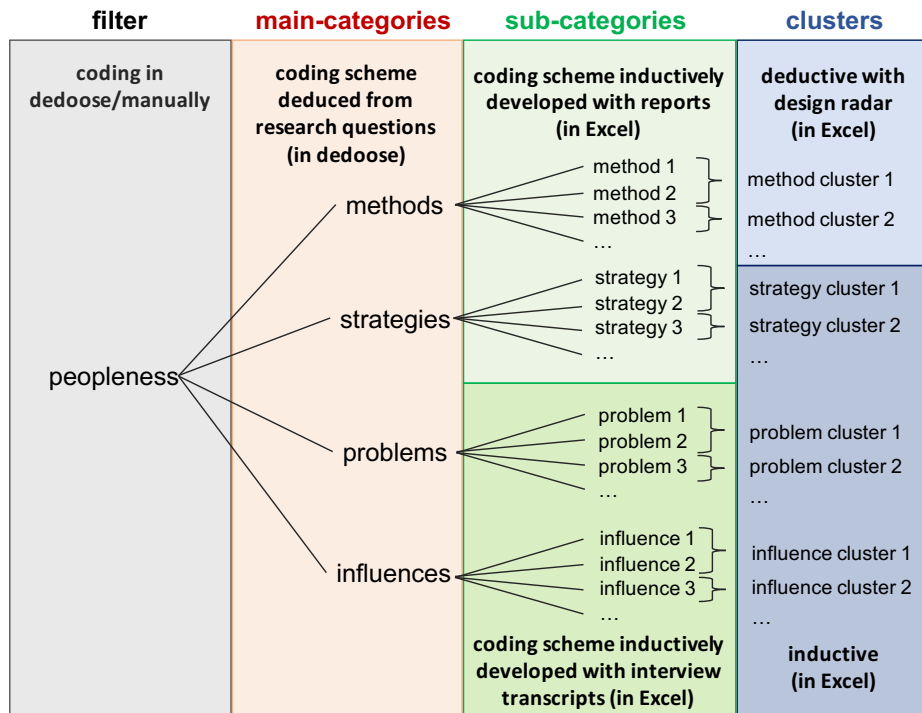 filter
main-categories
sub-categories
clusters
coding in
dedoose/manually
coding scheme
deduced from
research questions
(in dedoose)
coding scheme inductively
developed with reports
(in Excel)
deductive with
design radar
(in Excel)
peopleness
methods
strategies
problems
influences
method 1
method 2
method 3
…
strategy 1
strategy 2
strategy 3
…
problem 1
problem 2
problem 3
…
influence 1
influence 2
influence 3
…
coding scheme inductively
developed with interview
transcripts (in Excel)
method cluster 1
method cluster 2
…
strategy cluster 1
strategy cluster 2
…
problem cluster 1
problem cluster 2
…
influence cluster 1
influence cluster 2
…
inductive
(in Excel)